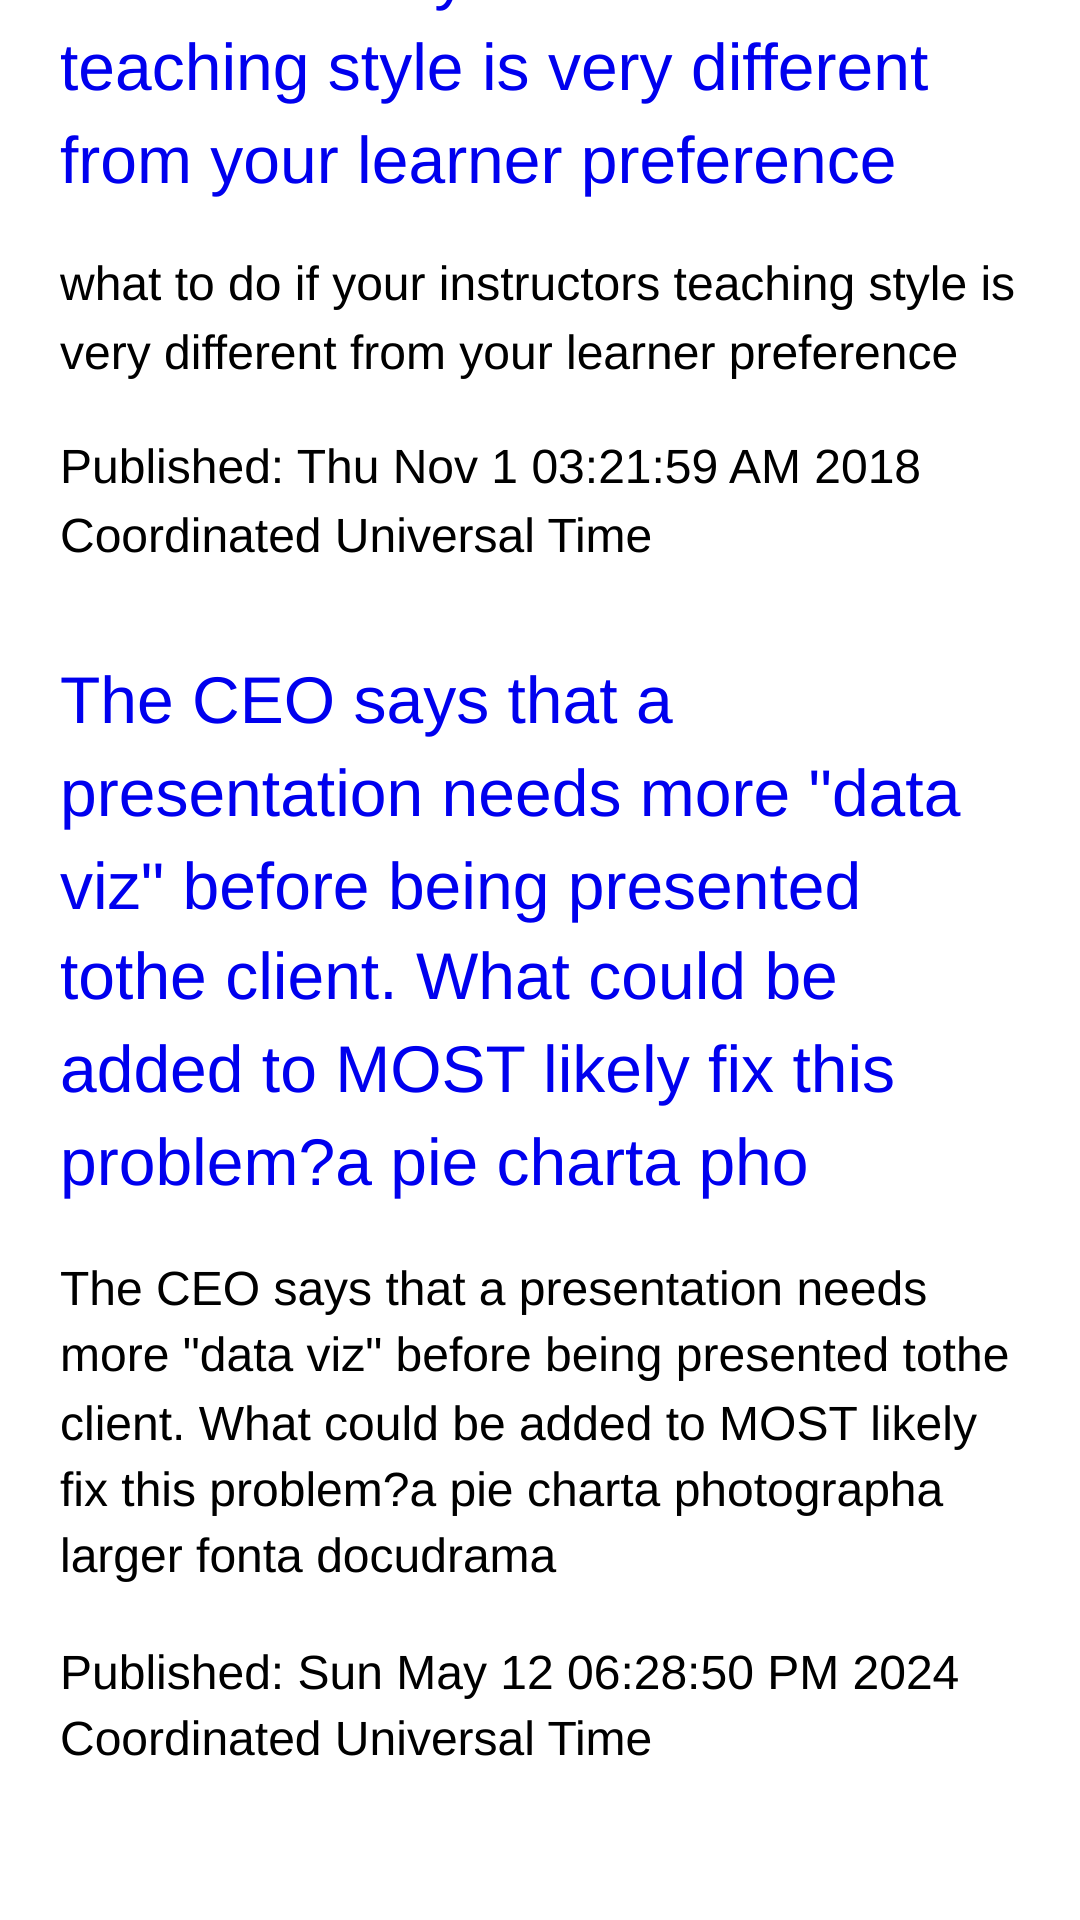 teaching style is very different
from your learner preference
what to do if your instructors teaching style is
very different from your learner preference
Published: Thu Nov 1 03:21:59 AM 2018
Coordinated Universal Time
The CEO says that a
presentation needs more "data
viz" before being presented
tothe client. What could be
added to MOST likely fix this
problem?a pie charta pho
The CEO says that a presentation needs
more "data viz" before being presented tothe
client. What could be added to MOST likely
fix this problem?a pie charta photographa
larger fonta docudrama
Published: Sun May 12 06:28:50 PM 2024
Coordinated Universal Time